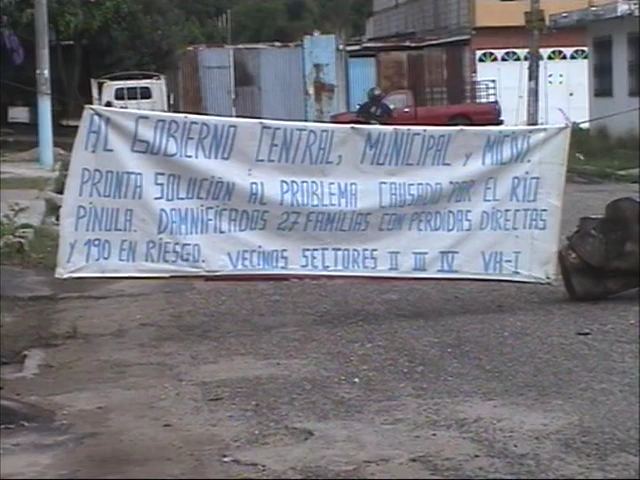 AL GOBIERNO CENTRAL, MUNICIPAL y MICIVI.
PRONTA SOLUCIÓN AL PROBLEMA CAUSADO POR EL RIO
PINULA. DAMNIFICADOS 27 FAMILIAS CON PERDIDAS DIRECTAS
Y 190 EN RIESGO. VECINOS SECTORES II III IV VH-I